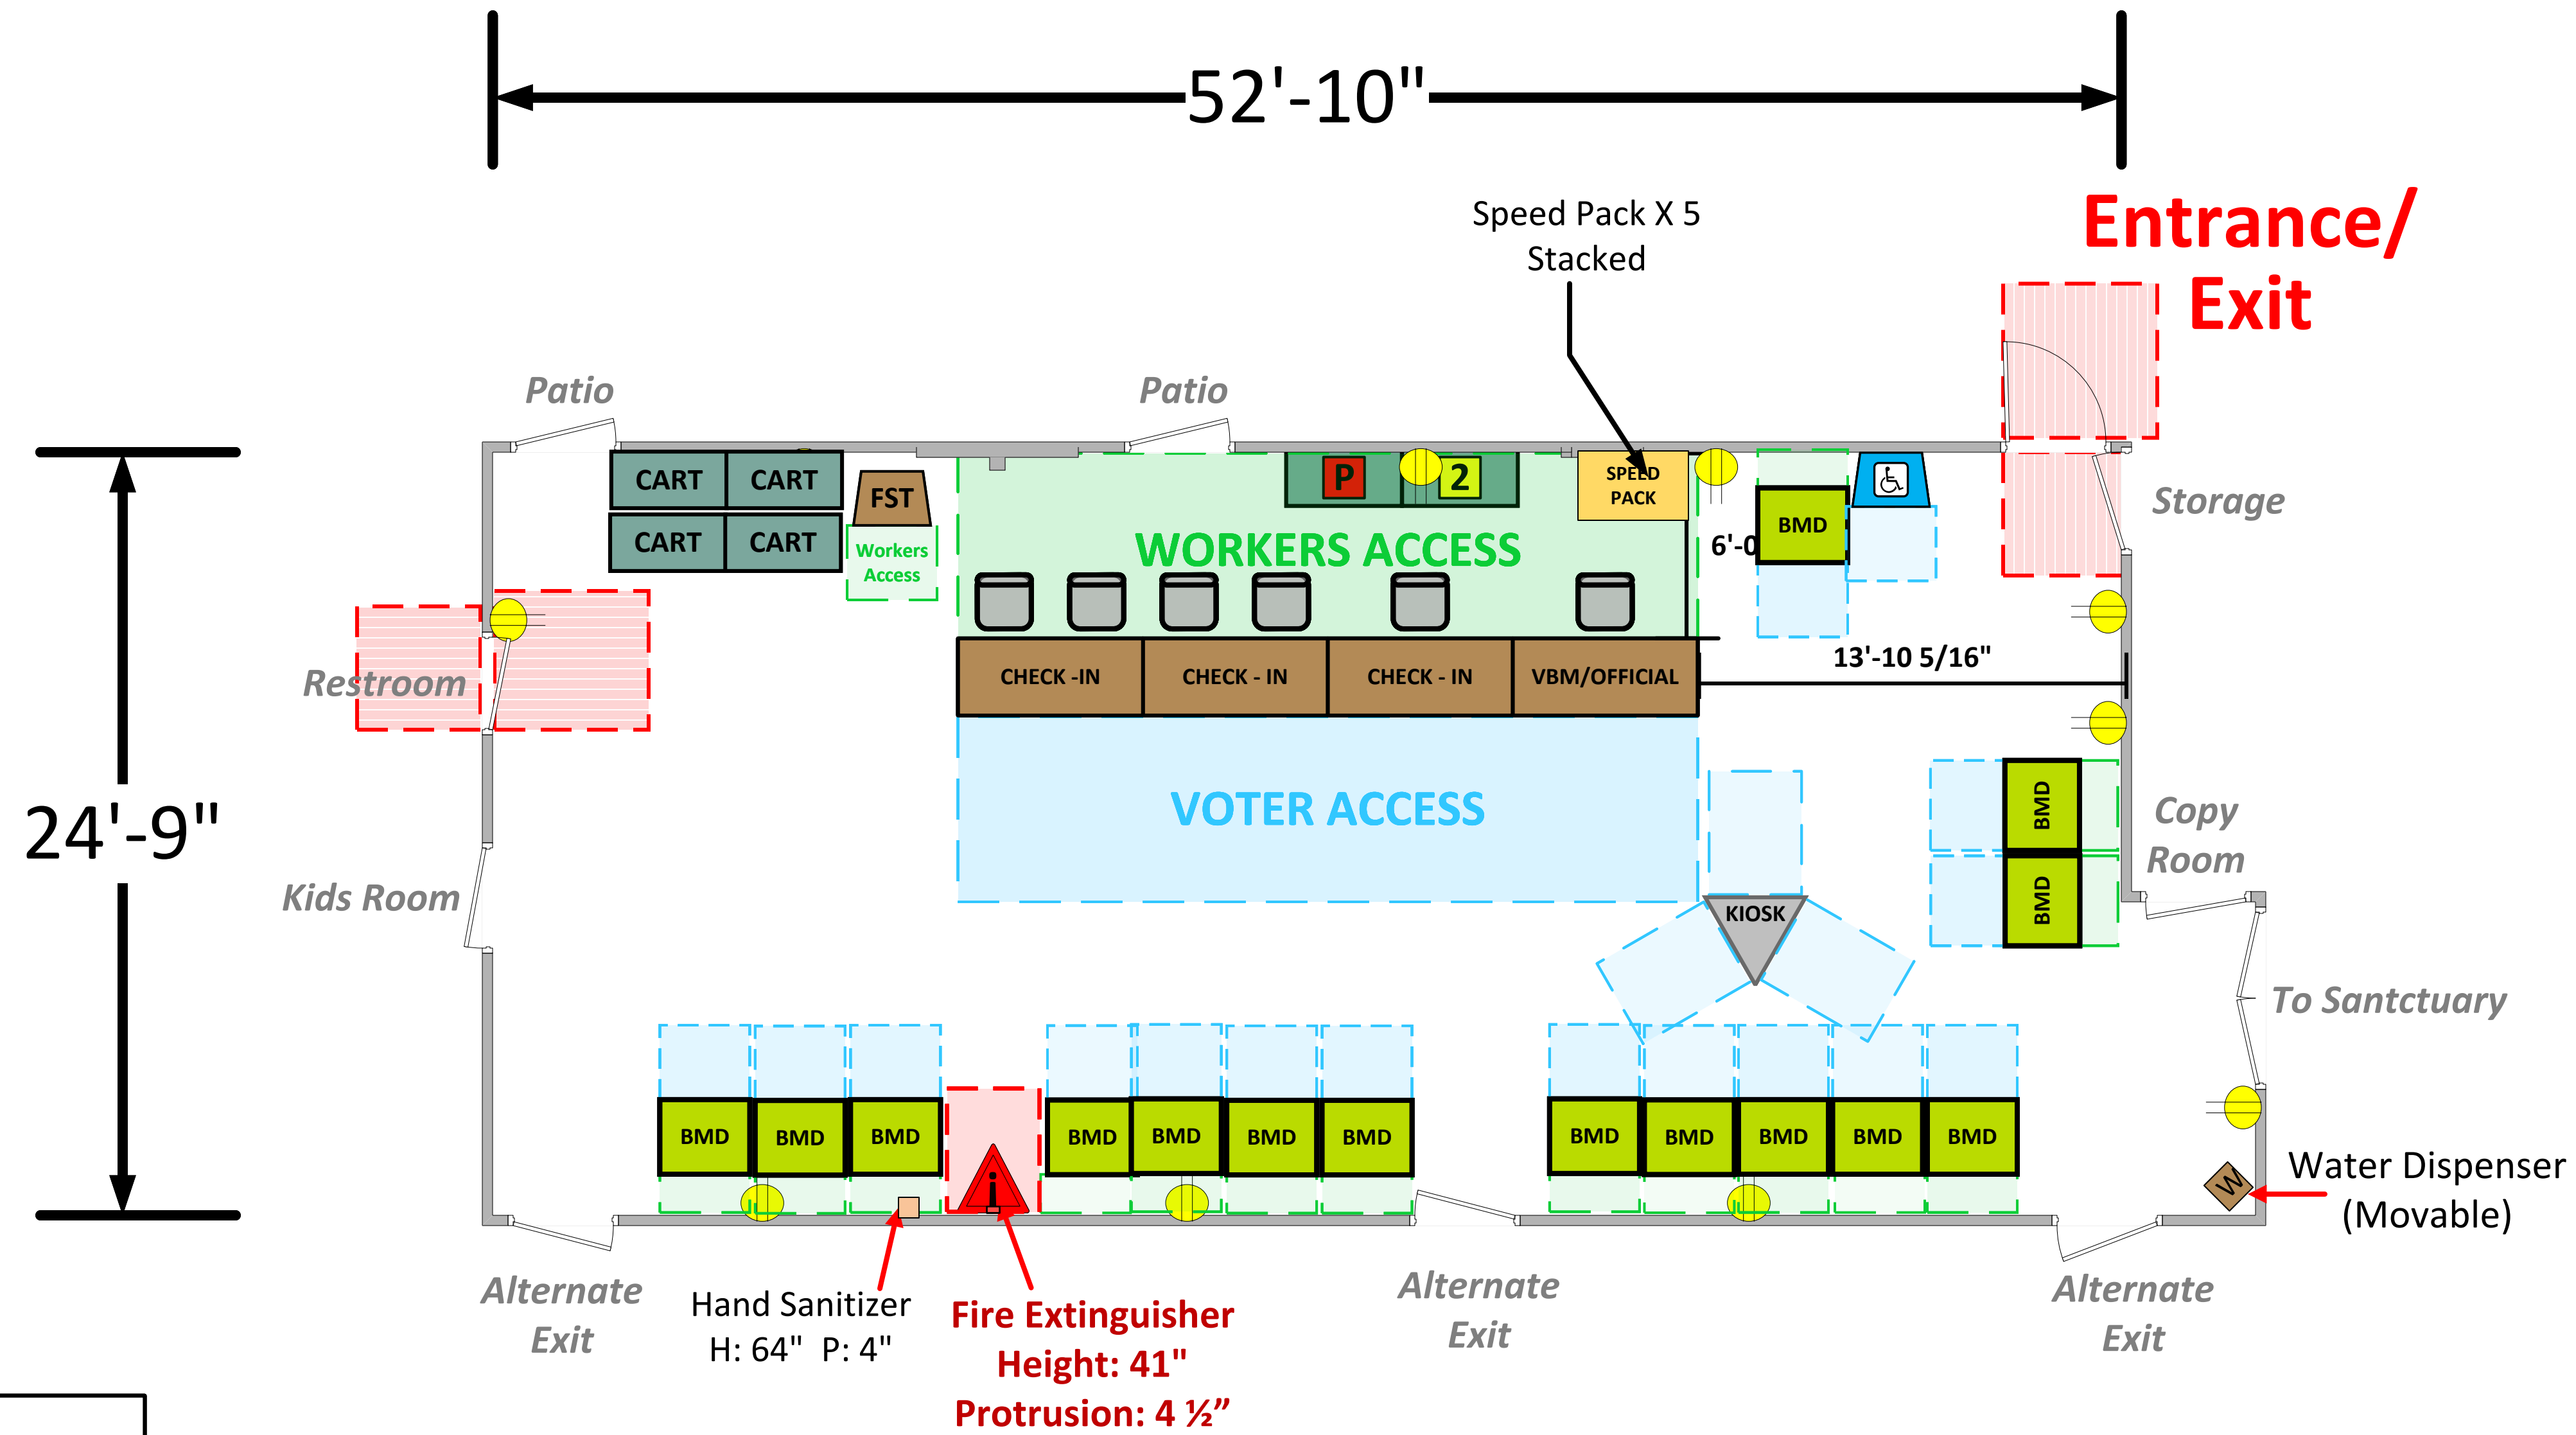 52'-10"
Entrance/
Exit
Speed Pack X 5
Stacked
Patio
Patio
CART
CART
FST
P
2
SPEED
PACK
BMD
Storage
CART
CART
Workers
Access
WORKERS ACCESS
6'-0
Restroom
CHECK -IN
CHECK - IN
CHECK - IN
VBM/OFFICIAL
13'-10 5/16"
24'-9"
VOTER ACCESS
BMD
Copy
Room
Kids Room
KIOSK
BMD
To Santctuary
BMD
BMD
BMD
i
BMD
BMD
BMD
BMD
BMD
BMD
BMD
BMD
BMD
W
Water Dispenser
(Movable)
Alternate
Exit
Hand Sanitizer
H: 64" P: 4"
Fire Extinguisher
Height: 41"
Protrusion: 4 ½”
Alternate
Exit
Alternate
Exit